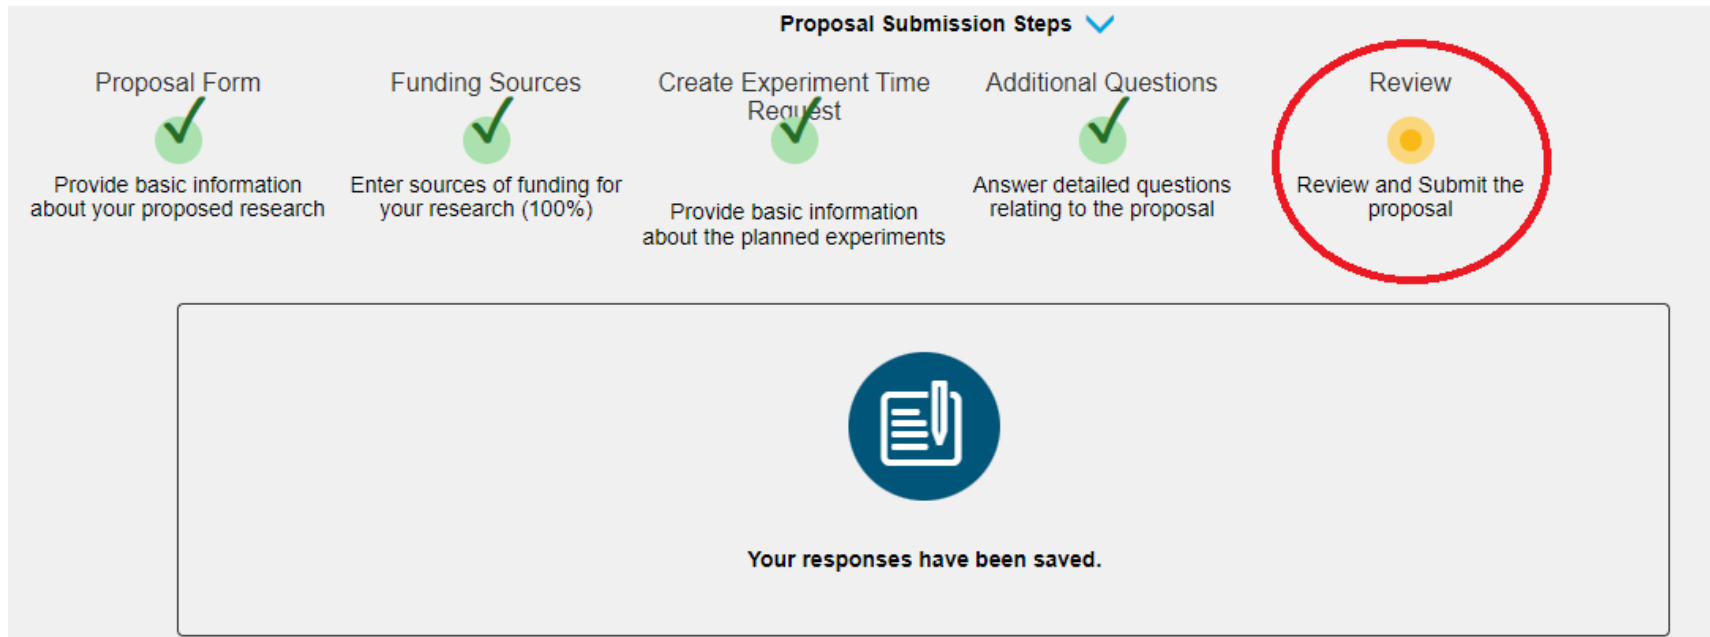 Proposal Submission Steps
Proposal Form
Funding Sources
Create Experiment Time
Request
Additional Questions
Review
Provide basic information
about your proposed research
Enter sources of funding for
your research (100%)
Provide basic information
about the planned experiments
Answer detailed questions
relating to the proposal
Review and Submit the
proposal
Your responses have been saved.